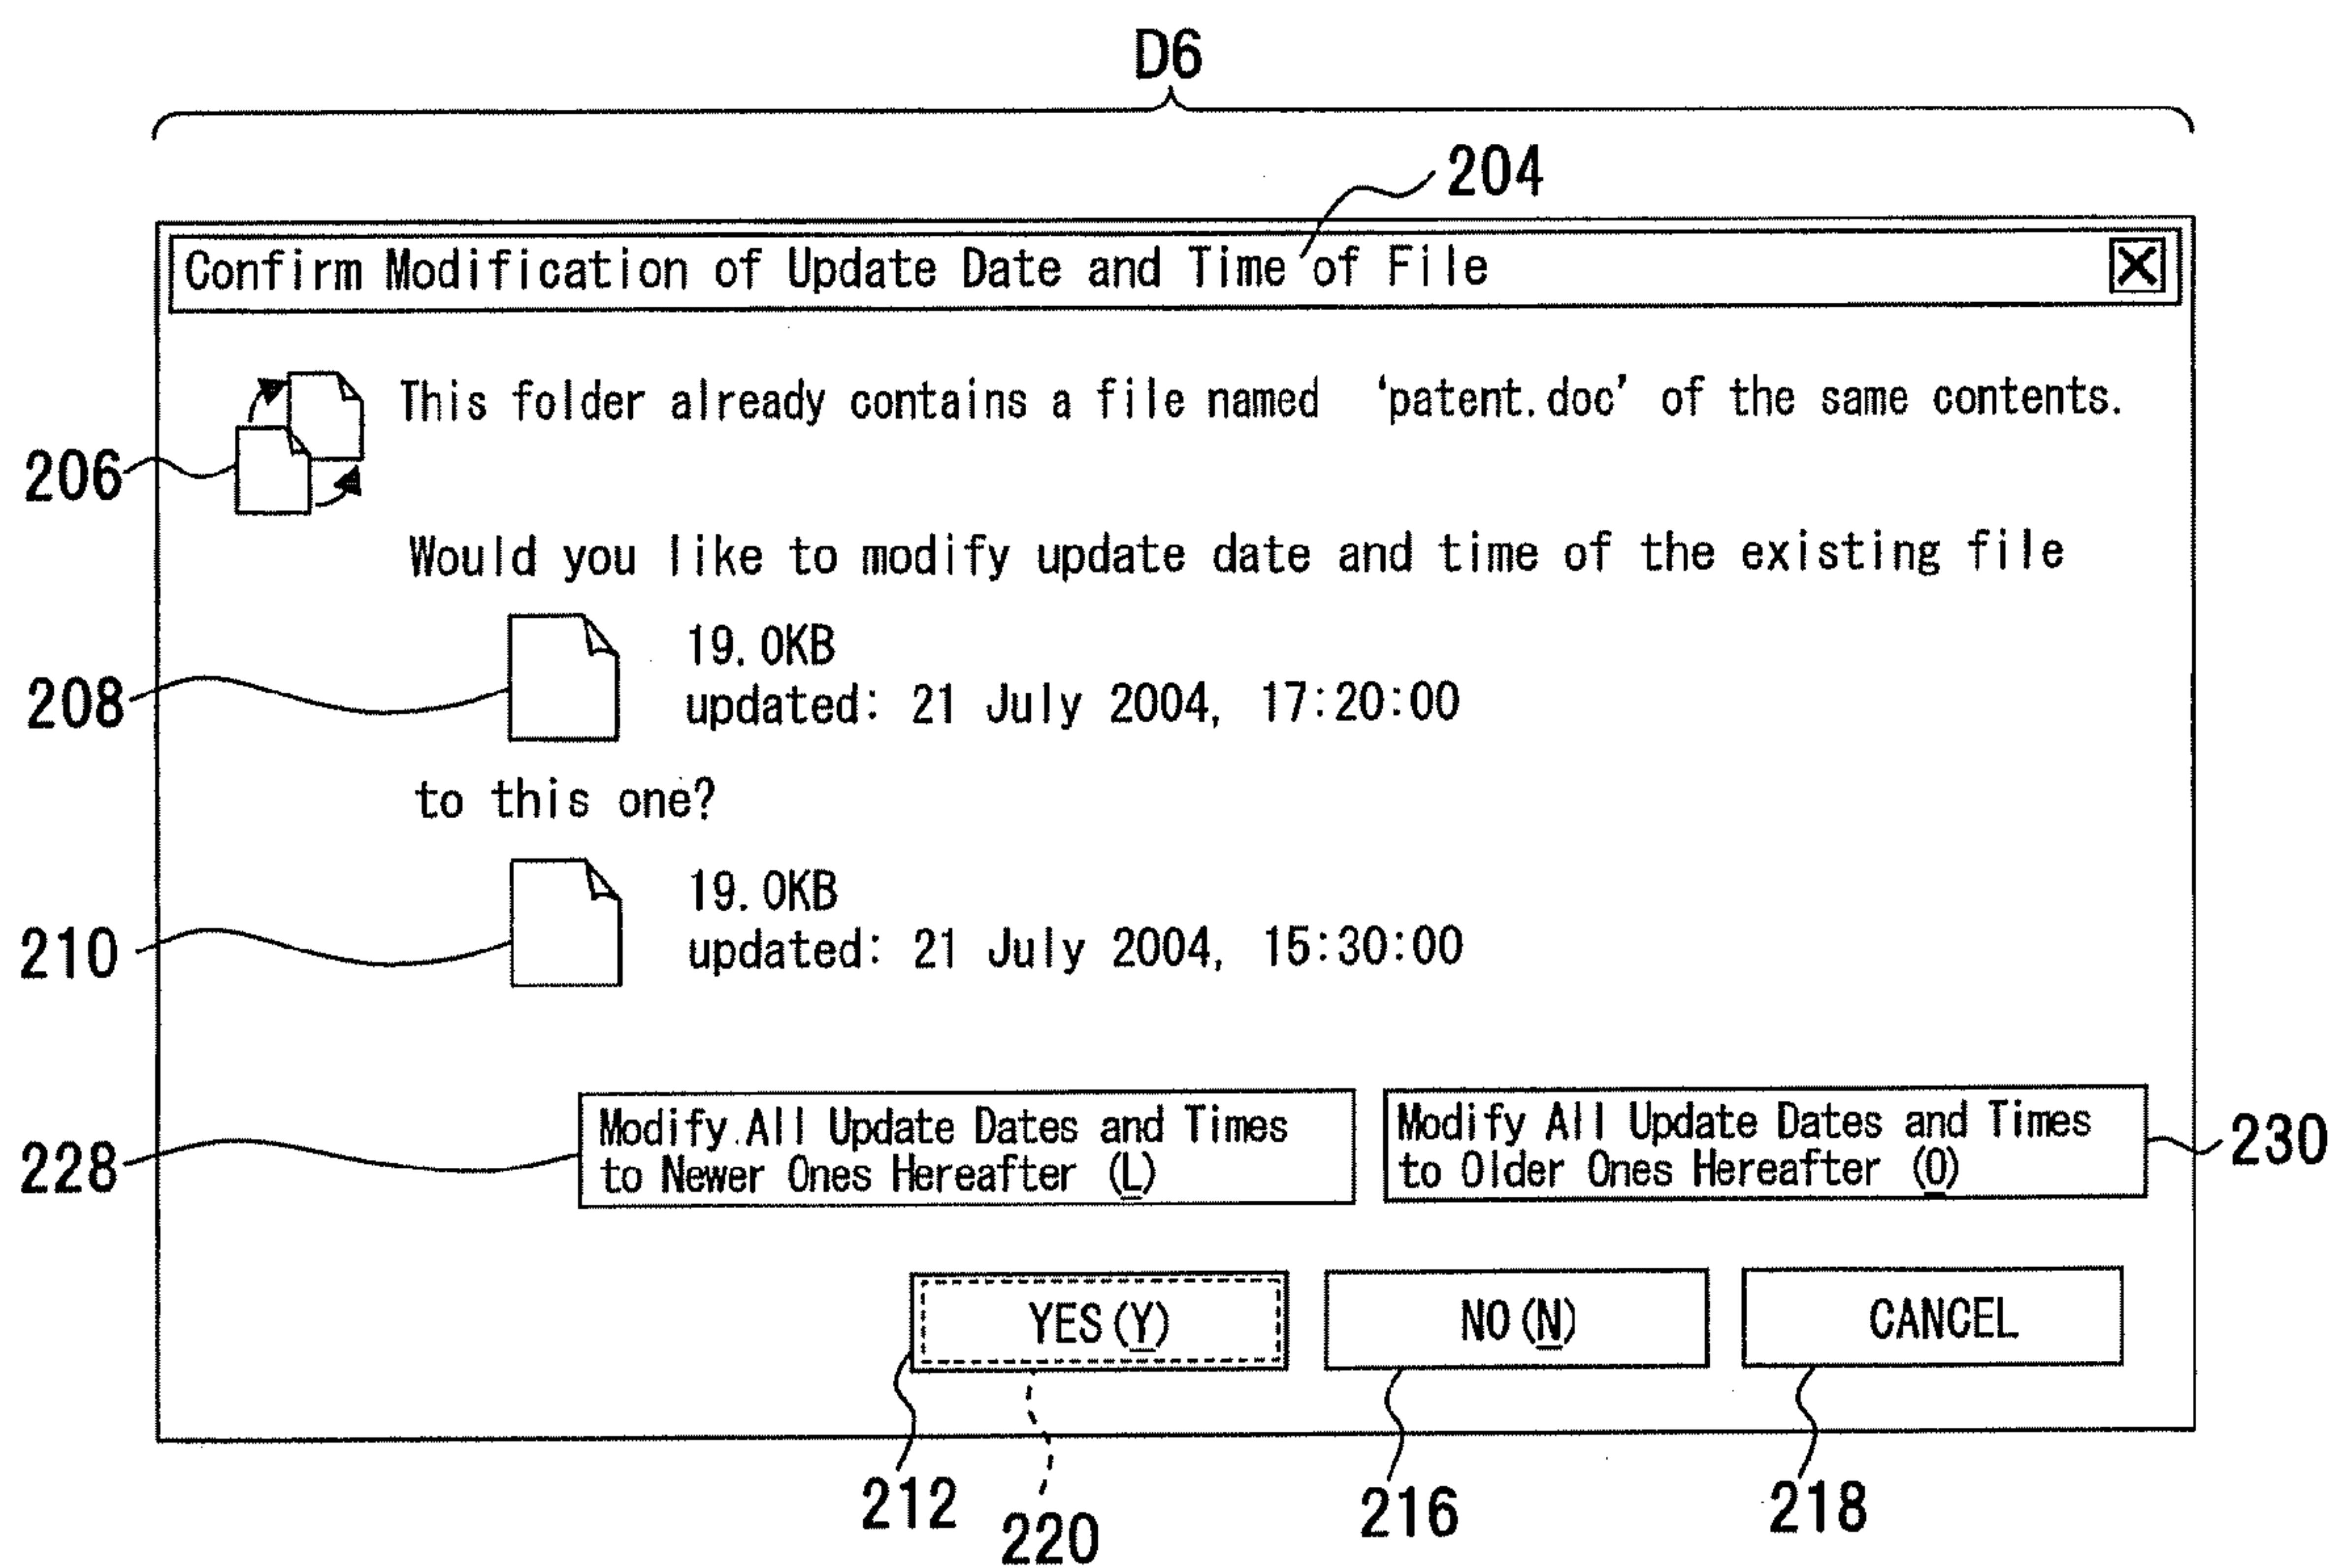 D6
204
Confirm Modification of Update Date and Time of File
This folder already contains a file named ‘patent.doc’ of the same contents.
206
Would you like to modify update date and time of the existing file
19.0KB
208
updated: 21 July 2004, 17:20:00
to this one?
19.0KB
210
updated: 21 July 2004, 15:30:00
228
Modify All Update Dates and Times
to Newer Ones Hereafter (L)
Modify All Update Dates and Times
to Older Ones Hereafter (O)
230
YES(Y)
NO(N)
CANCEL
212
220
216
218